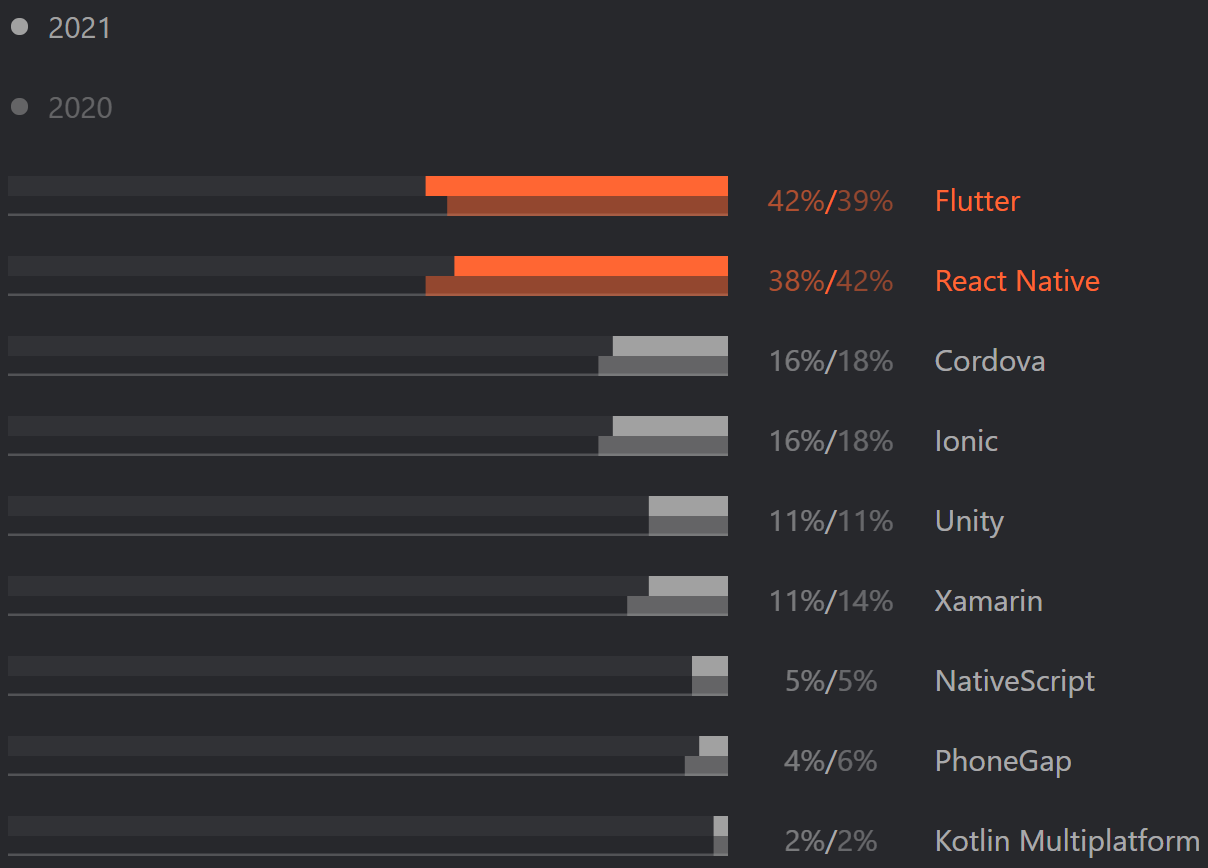 2021
2020
42%/39% Flutter
38%/42% React Native
16%/18% Cordova
16%/18% Ionic
11%/11% Unity
11%/14% Xamarin
5%/5% NativeScript
4%/6% PhoneGap
2%/2% Kotlin Multiplatform